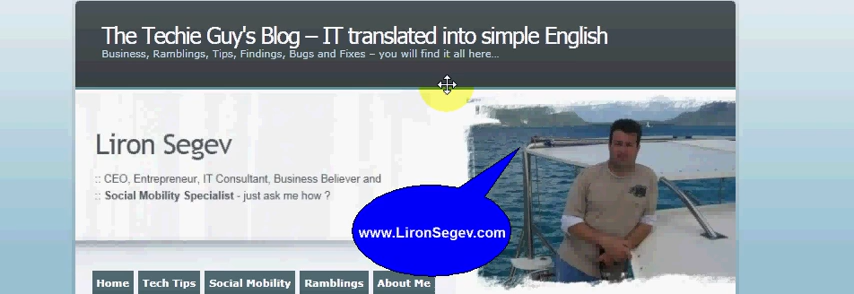 The Techie Guy's Blog – IT translated into simple English
Business, Ramblings, Tips, Findings, Bugs and Fixes – you will find it all here...
Liron Segev
:: CEO, Entrepreneur, IT Consultant, Business Believer and
:: Social Mobility Specialist - just ask me how ?
www.LironSegev.com
Home Tech Tips Social Mobility Ramblings About Me